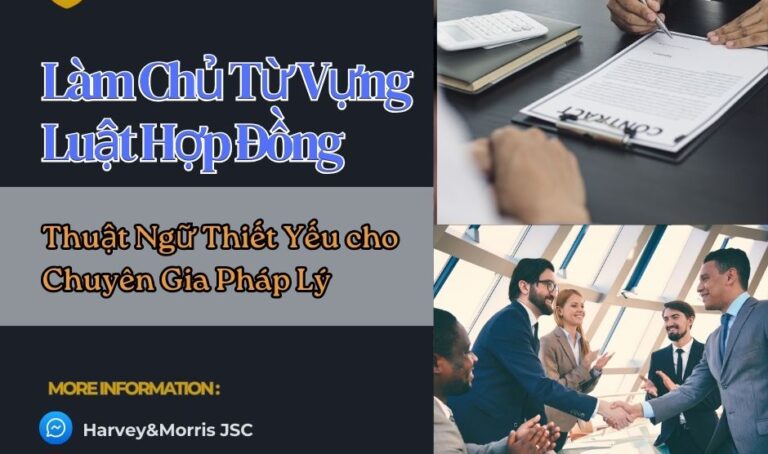 Làm Chủ Từ Vựng
Luật Hợp Đồng
Thuật Ngữ Thiết Yếu cho
Chuyên Gia Pháp Lý
MORE INFORMATION :
Harvey&Morris JSC
CONTRACT